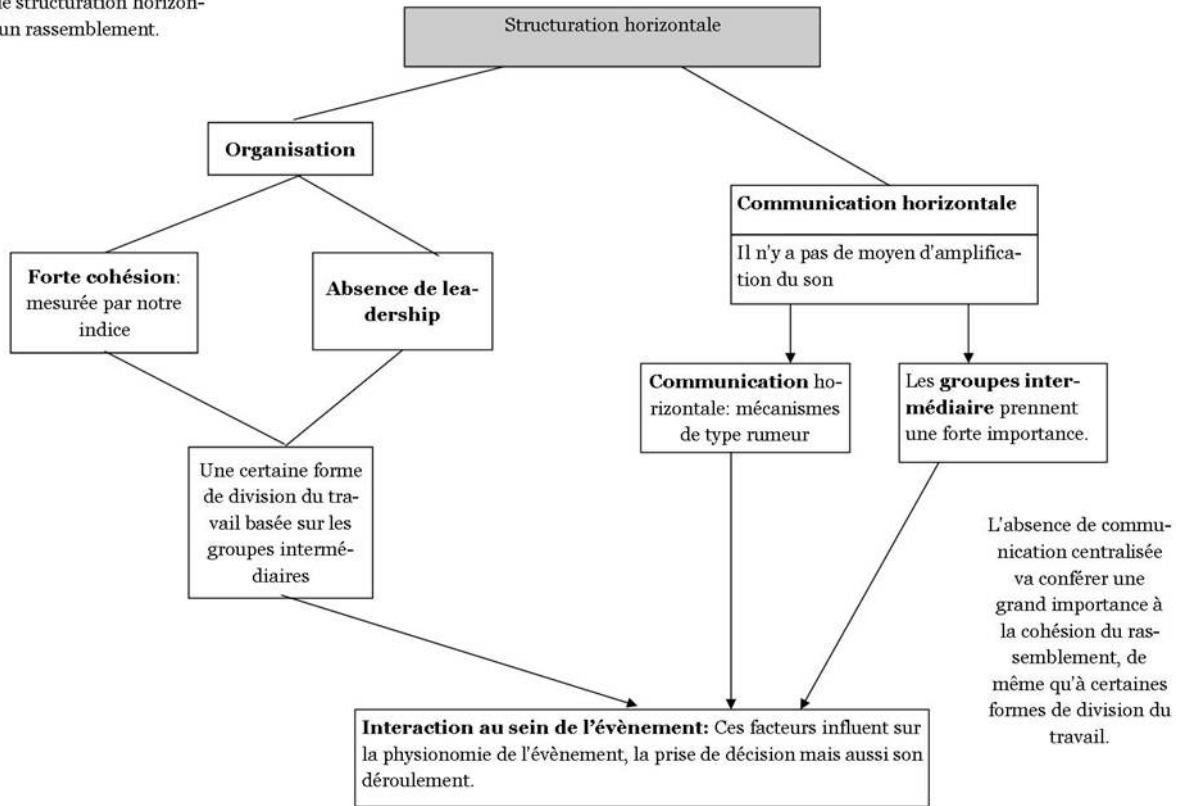 le structuration horizon-
un rassemblement.
Structuration horizontale
Organisation
Communication horizontale
Il n'y a pas de moyen d'amplifica-
tion du son
Forte cohésion:
mesurée par notre
indice
Absence de lea-
dership
Communication ho-
rizontale: mécanismes
de type rumeur
Les groupes inter-
médiaire prennent
une forte importance.
Une certaine forme
de division du tra-
vail basée sur les
groupes intermé-
diaires
L'absence de commu-
nication centralisée
va conférer une
grand importance à
la cohésion du ras-
semblement, de
même qu'à certaines
formes de division du
travail.
Interaction au sein de l'évènement: Ces facteurs influent sur
la physionomie de l'évènement, la prise de décision mais aussi son
déroulement.